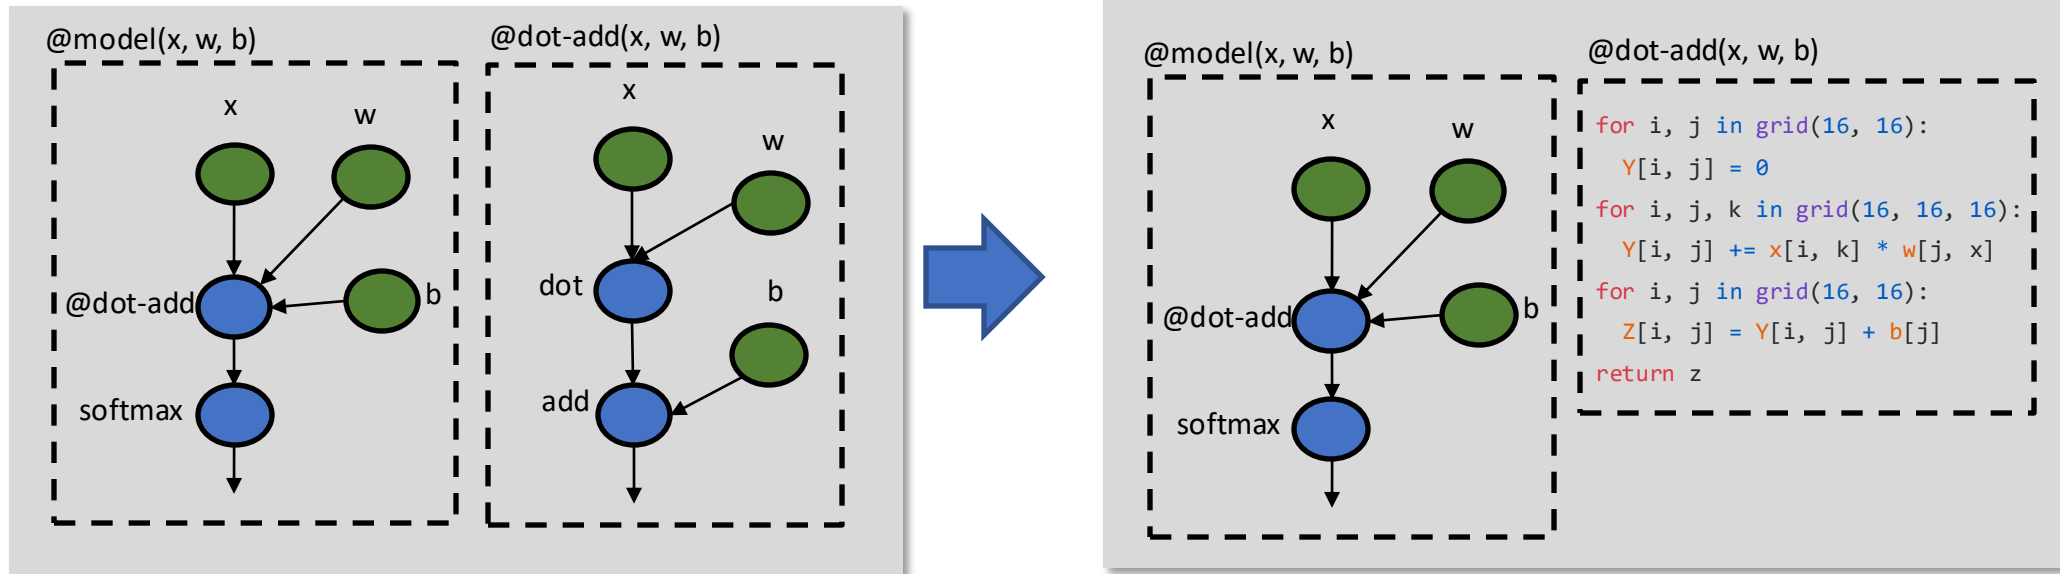 @model(x, w, b)
x
w
@dot-add
b
softmax
@dot-add(x, w, b)
x
w
dot
b
add
@model(x, w, b)
x
w
@dot-add
b
softmax
@dot-add(x, w, b)
for i, j in grid(16, 16):
Y[i, j] = 0
for i, j, k in grid(16, 16, 16):
Y[i, j] += x[i, k] * w[j, x]
for i, j in grid(16, 16):
Z[i, j] = Y[i, j] + b[j]
return z